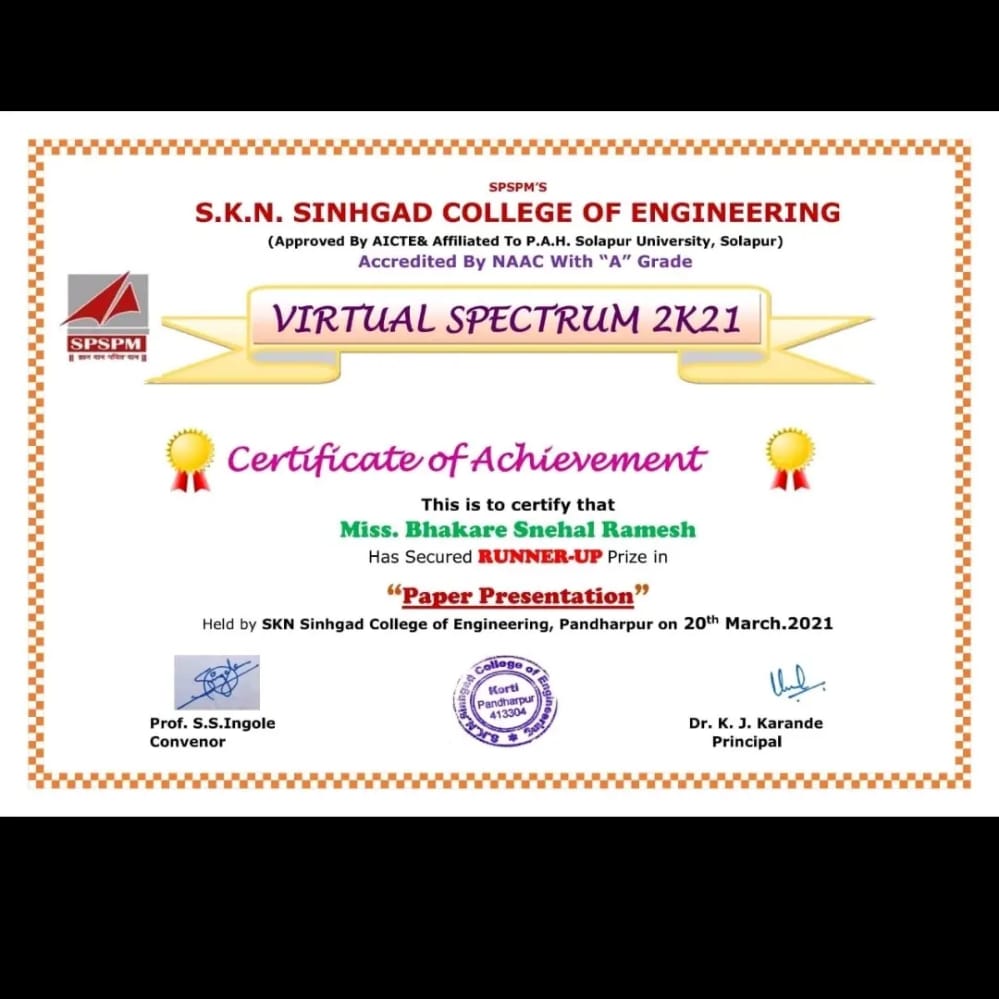 SPSPM'S
S.K.N. SINHGAD COLLEGE OF ENGINEERING
(Approved By AICTE& Affiliated To P.A.H. Solapur University, Solapur)
Accredited By NAAC With “A” Grade
SPSPM
VIRTUAL SPECTRUM 2K21
Certificate of Achievement
This is to certify that
Miss. Bhakare Snehal Ramesh
Has Secured RUNNER-UP Prize in
“Paper Presentation”
Held by SKN Sinhgad College of Engineering, Pandharpur on 20th March.2021
S.K.N.Sinhgad College of Engineering
Korti
Pandharpur
413304
Prof. S.S.Ingole
Convenor
Dr. K. J. Karande
Principal